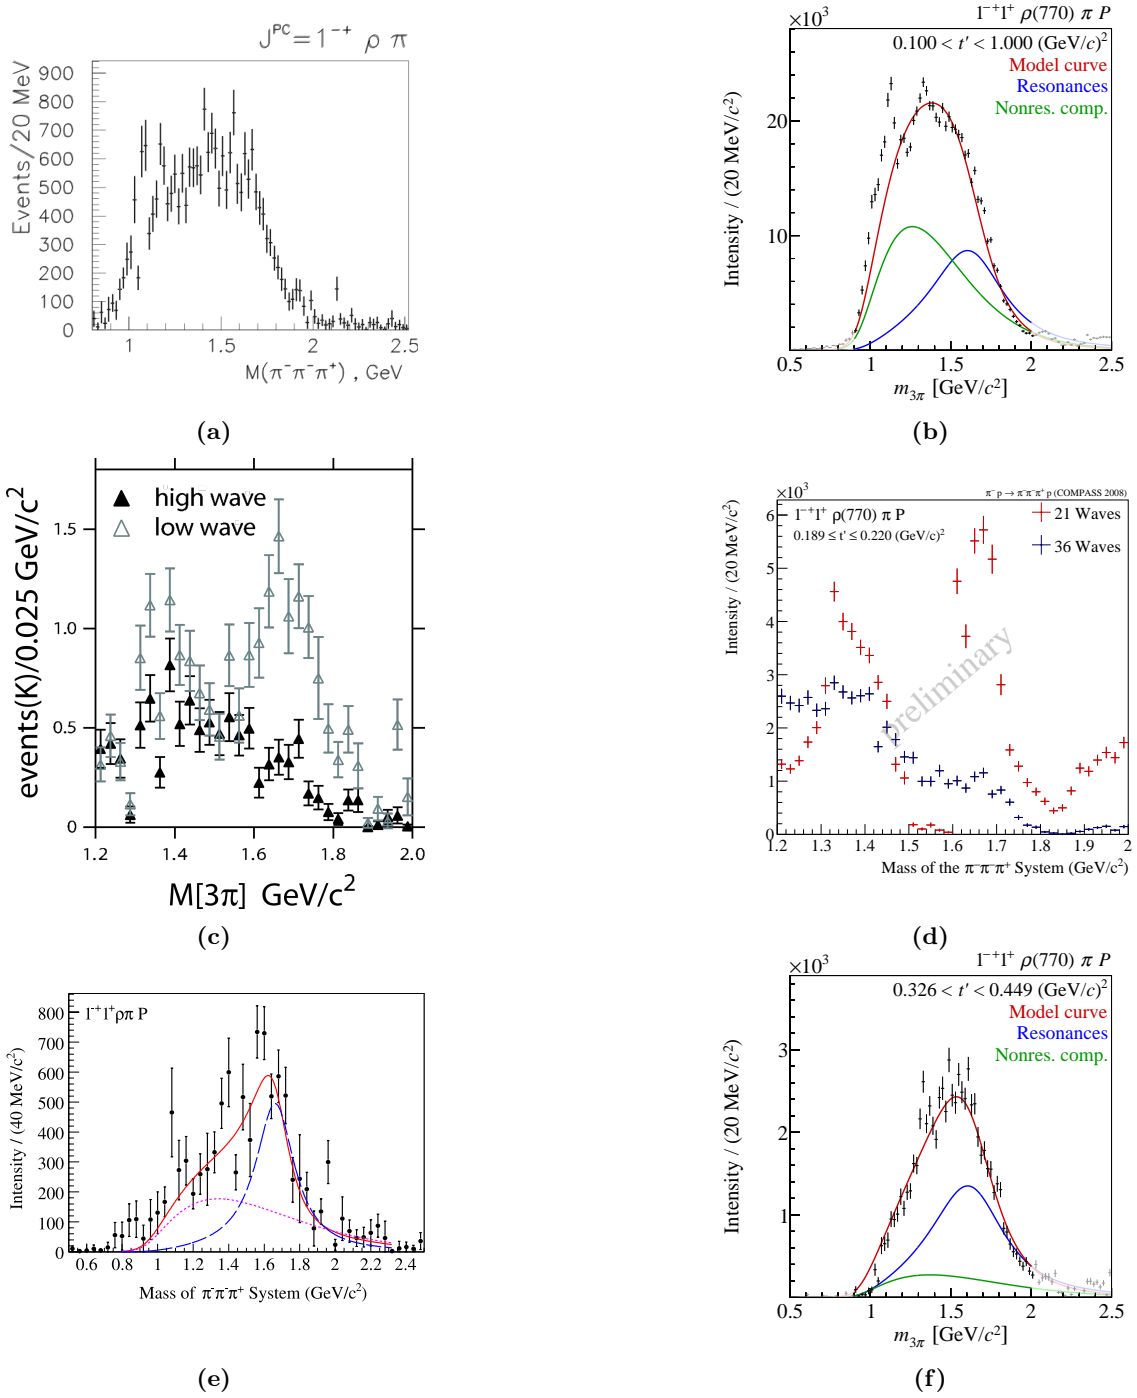 J^PC=1^-+ ρ π
Events/20 MeV
900
800
700
600
500
400
300
200
100
0
1
1.5
2
2.5
M(π⁻π⁻π⁺) , GeV
(a)
×10³
1⁻⁺1⁺ ρ(770) π P
0.100 < t′ < 1.000 (GeV/c)²
Model curve
Resonances
Nonres. comp.
Intensity / (20 MeV/c²)
20
10
0.5
1
1.5
2
2.5
m3π [GeV/c²]
(b)
high wave
low wave
events(K)/0.025 GeV/c²
1.5
1.0
0.5
0
1.2
1.4
1.6
1.8
2.0
M[3π] GeV/c²
(c)
×10³
π⁻ p → π⁻π⁻π⁺ p (COMPASS 2008)
1⁻⁺1⁺ ρ(770) π P
0.189 ≤ t' ≤ 0.220 (GeV/c)²
21 Waves
36 Waves
preliminary
Intensity / (20 MeV/c²)
6
5
4
3
2
1
0
1.2
1.3
1.4
1.5
1.6
1.7
1.8
1.9
2
Mass of the π⁻π⁻π⁺ System (GeV/c²)
(d)
1⁻⁺1⁺ρπ P
Intensity / (40 MeV/c²)
800
700
600
500
400
300
200
100
0
0.6
0.8
1
1.2
1.4
1.6
1.8
2
2.2
2.4
Mass of π⁻π⁻π⁺ System (GeV/c²)
(e)
×10³
1⁻⁺1⁺ ρ(770) π P
0.326 < t′ < 0.449 (GeV/c)²
Model curve
Resonances
Nonres. comp.
Intensity / (20 MeV/c²)
3
2
1
0
0.5
1
1.5
2
2.5
m3π [GeV/c²]
(f)